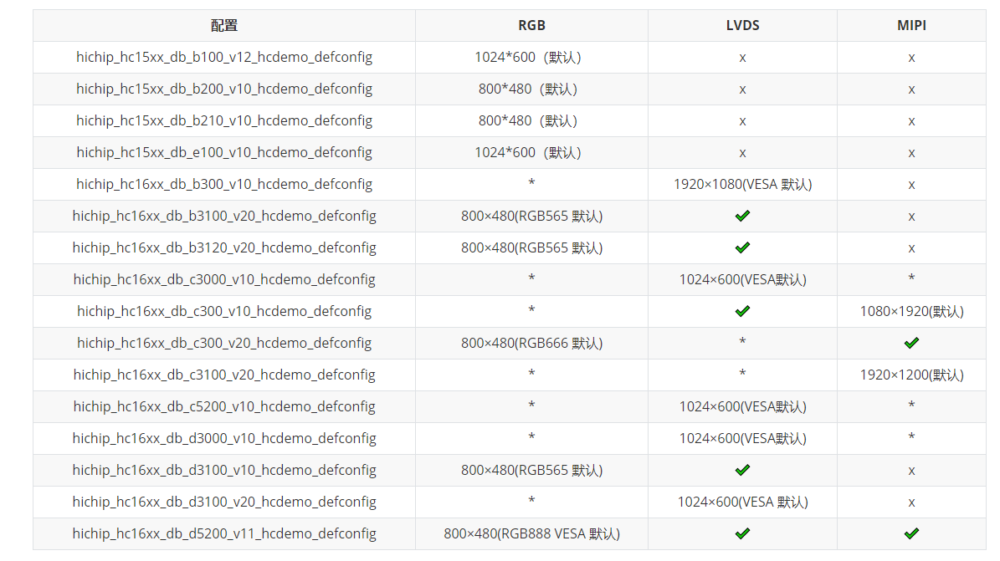 配置 RGB LVDS MIPI
hichip_hc15xx_db_b100_v12_hcdemo_defconfig 1024*600（默认） x x
hichip_hc15xx_db_b200_v10_hcdemo_defconfig 800*480（默认） x x
hichip_hc15xx_db_b210_v10_hcdemo_defconfig 800*480（默认） x x
hichip_hc15xx_db_e100_v10_hcdemo_defconfig 1024*600（默认） x x
hichip_hc16xx_db_b300_v10_hcdemo_defconfig * 1920×1080(VESA 默认) x
hichip_hc16xx_db_b3100_v20_hcdemo_defconfig 800×480(RGB565 默认) ✔ x
hichip_hc16xx_db_b3120_v20_hcdemo_defconfig 800×480(RGB565 默认) ✔ x
hichip_hc16xx_db_c3000_v10_hcdemo_defconfig * 1024×600(VESA默认) *
hichip_hc16xx_db_c300_v10_hcdemo_defconfig * ✔ 1080×1920(默认)
hichip_hc16xx_db_c300_v20_hcdemo_defconfig 800×480(RGB666 默认) * ✔
hichip_hc16xx_db_c3100_v20_hcdemo_defconfig * * 1920×1200(默认)
hichip_hc16xx_db_c5200_v10_hcdemo_defconfig * 1024×600(VESA默认) *
hichip_hc16xx_db_d3000_v10_hcdemo_defconfig * 1024×600(VESA默认) *
hichip_hc16xx_db_d3100_v10_hcdemo_defconfig 800×480(RGB565 默认) ✔ x
hichip_hc16xx_db_d3100_v20_hcdemo_defconfig * 1024×600(VESA 默认) x
hichip_hc16xx_db_d5200_v11_hcdemo_defconfig 800×480(RGB888 VESA 默认) ✔ ✔